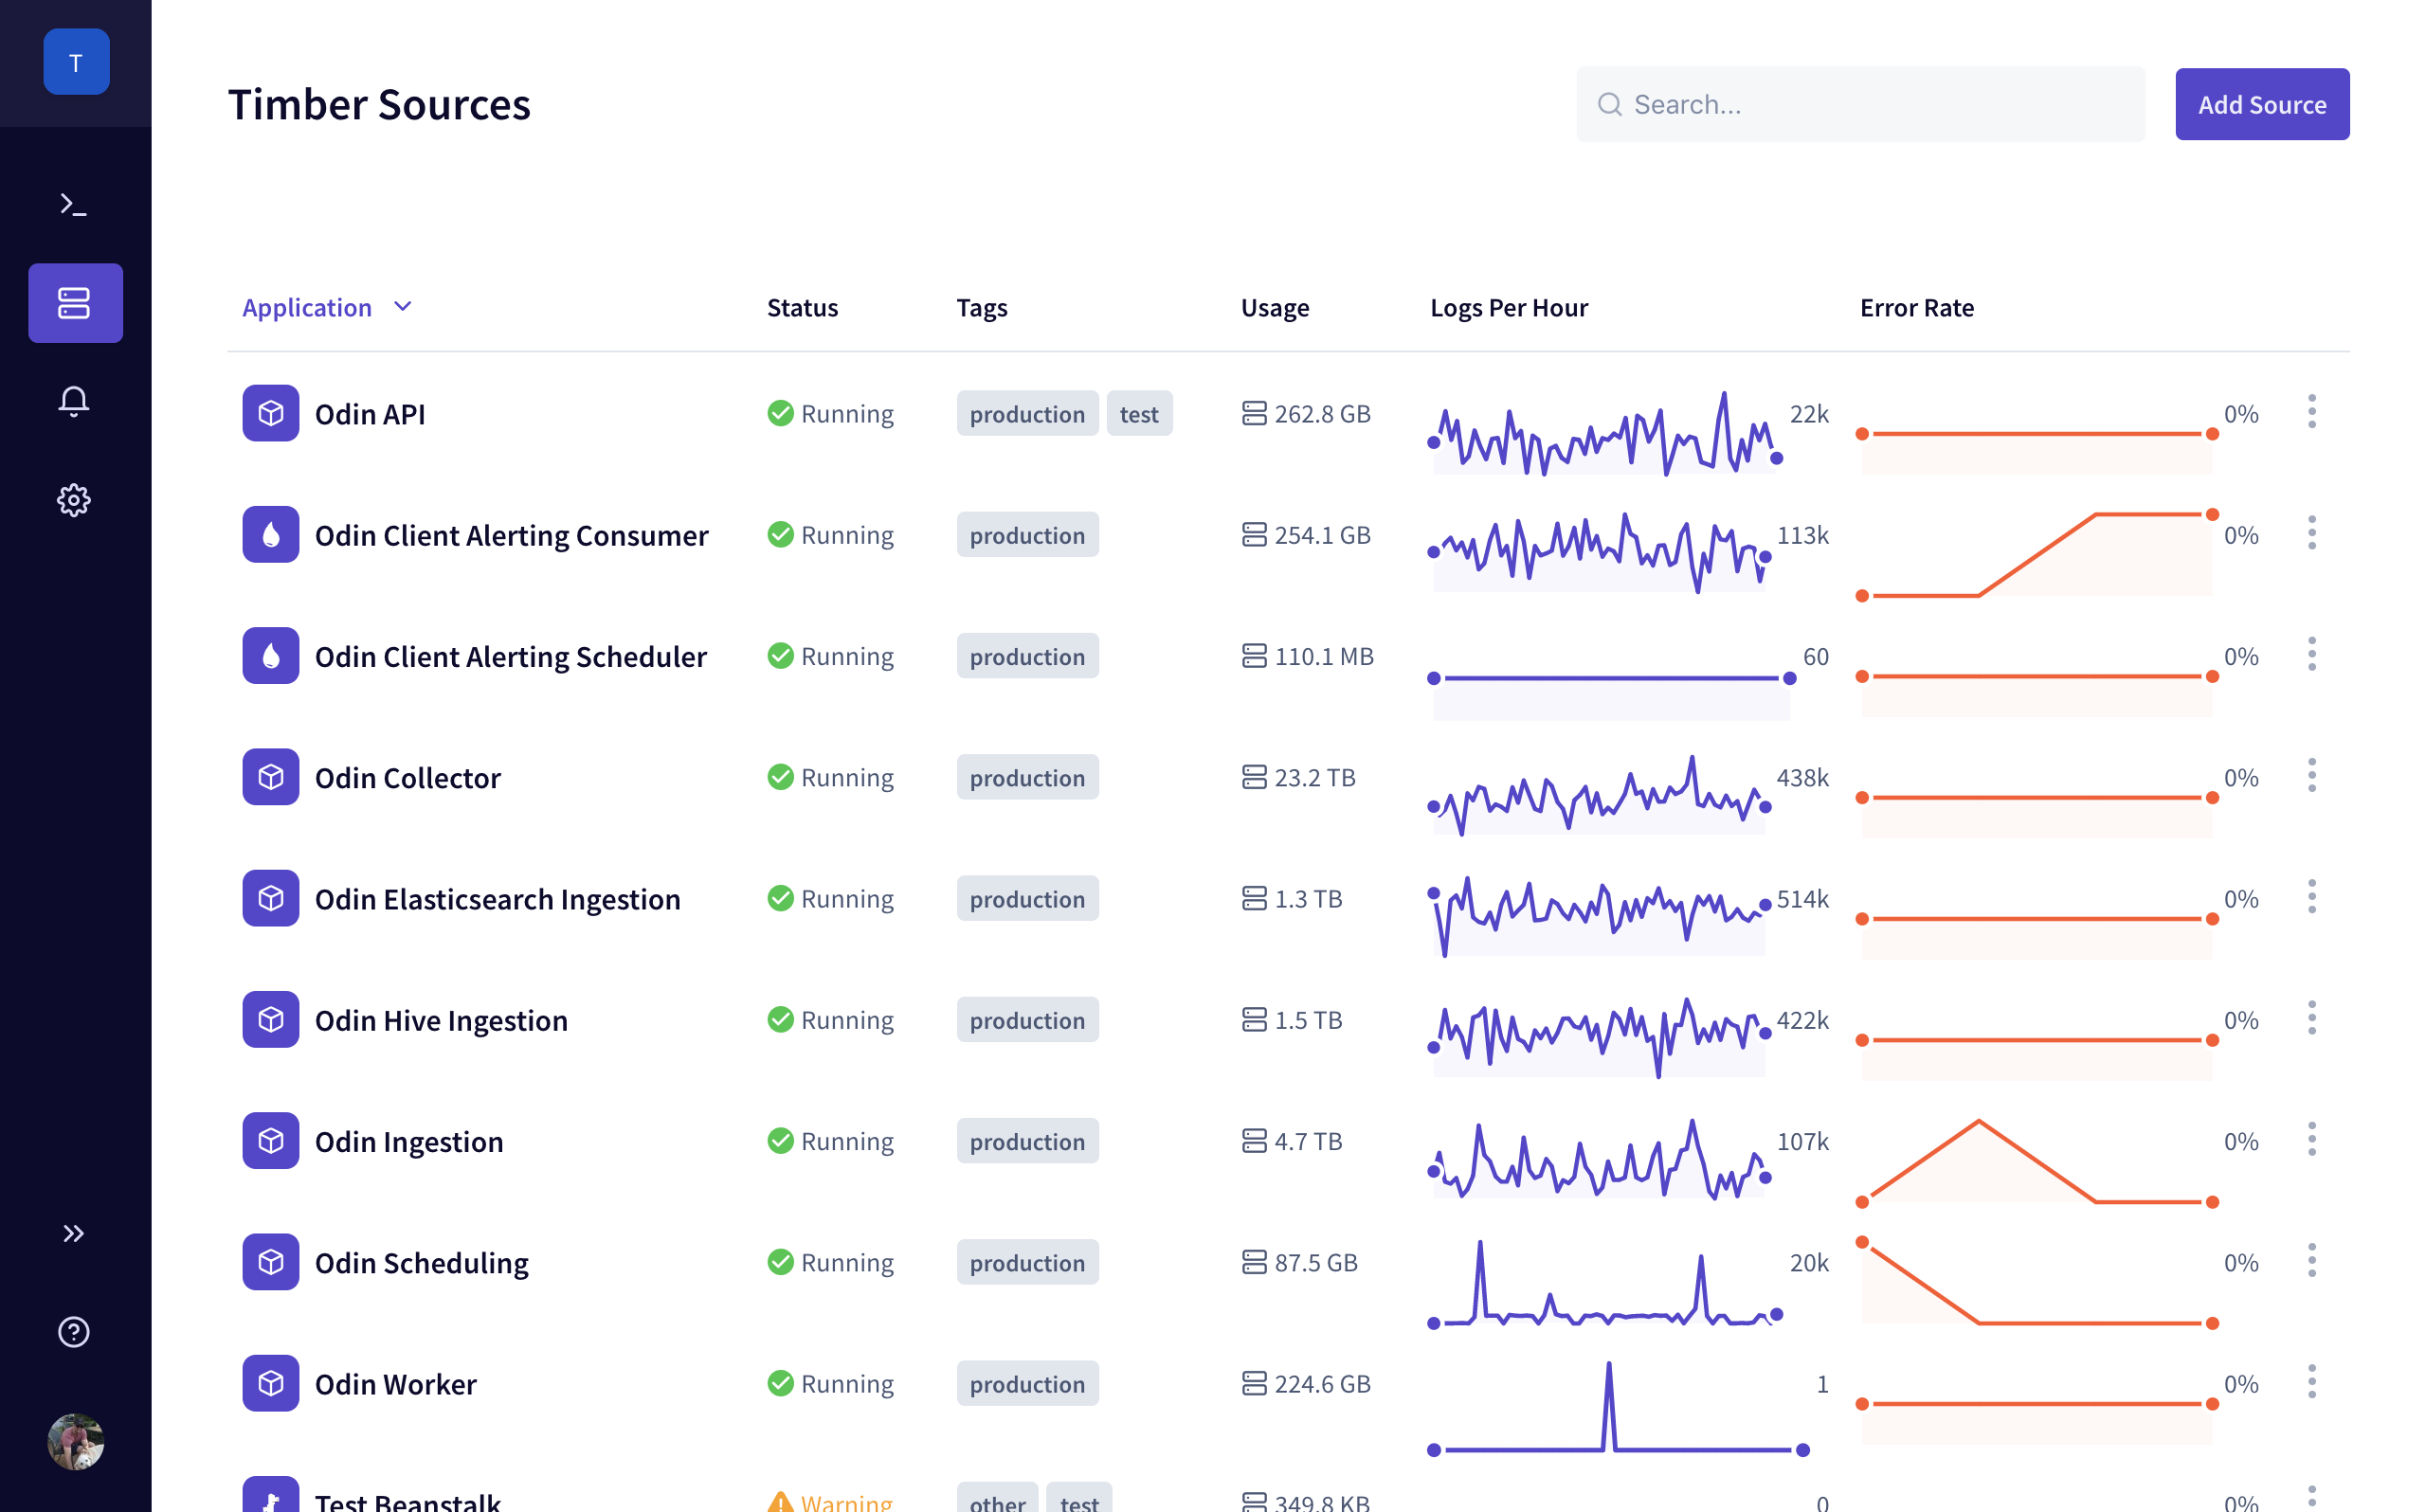 T
Timber Sources
Search...
Add Source
Application Status Tags Usage Logs Per Hour Error Rate
Odin API Running production test 262.8 GB 22k 0%
Odin Client Alerting Consumer Running production 254.1 GB 113k 0%
Odin Client Alerting Scheduler Running production 110.1 MB 60 0%
Odin Collector Running production 23.2 TB 438k 0%
Odin Elasticsearch Ingestion Running production 1.3 TB 514k 0%
Odin Hive Ingestion Running production 1.5 TB 422k 0%
Odin Ingestion Running production 4.7 TB 107k 0%
Odin Scheduling Running production 87.5 GB 20k 0%
Odin Worker Running production 224.6 GB 1 0%
Test Beanstalk Warning other test 349.8 KB 0 0%